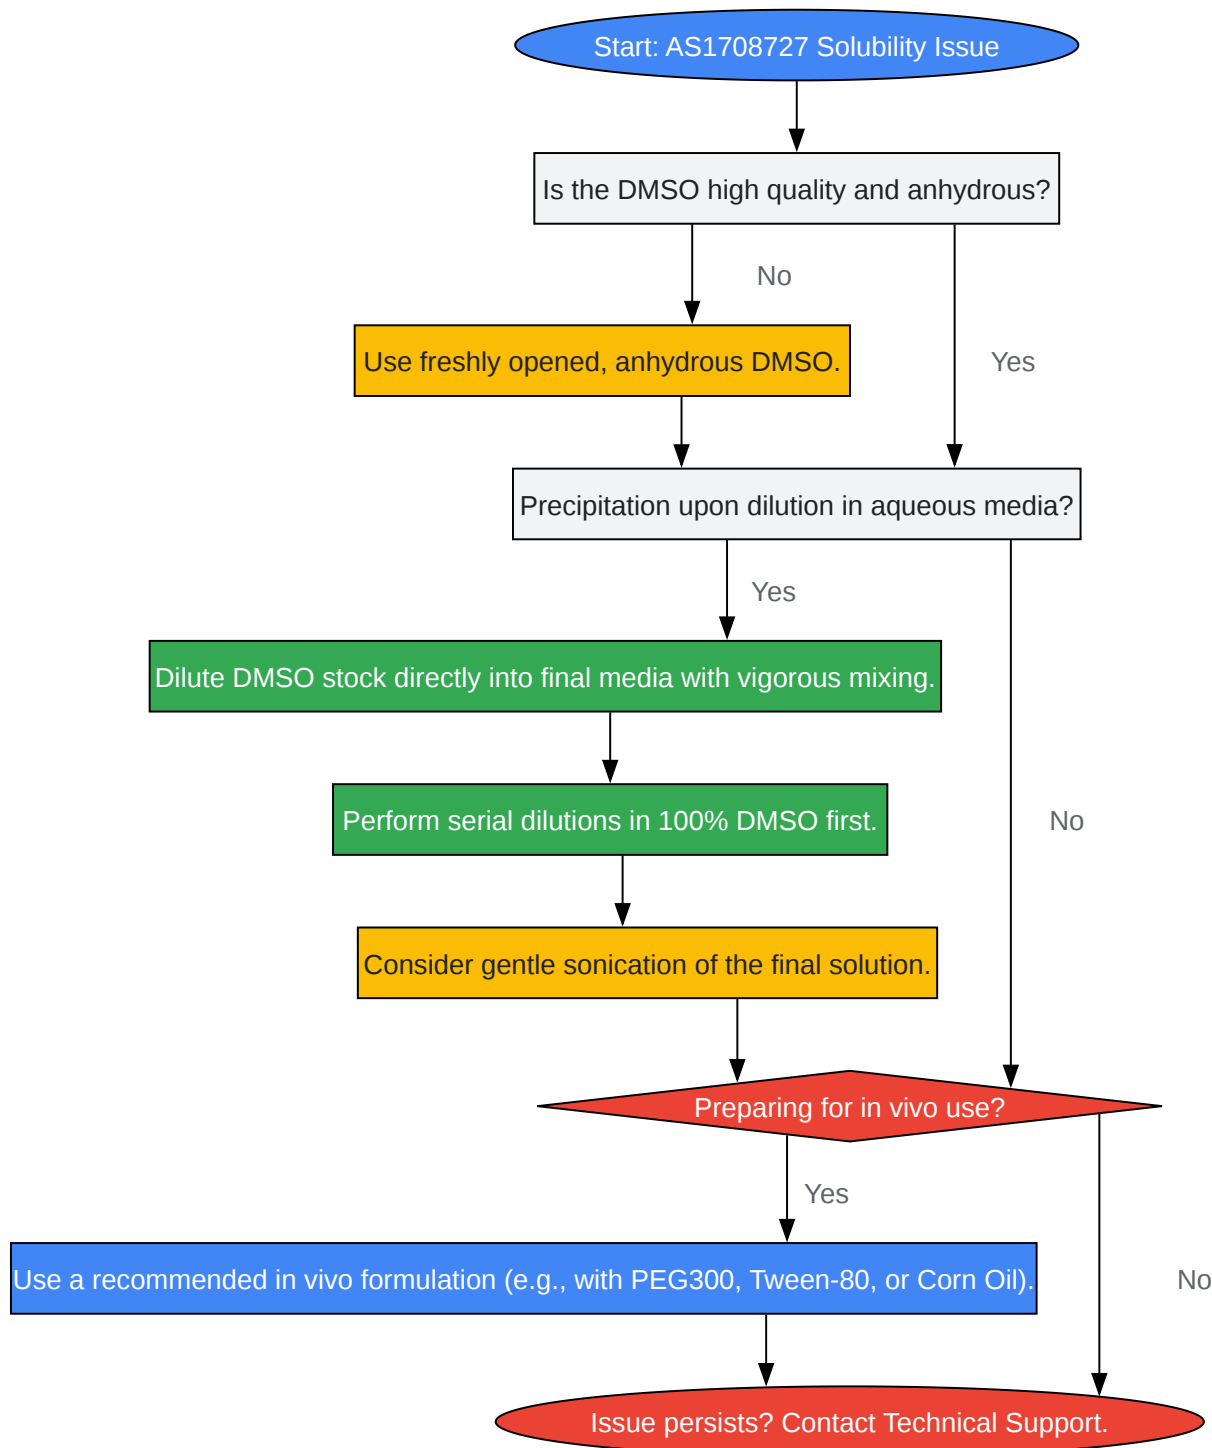 Start: AS1708727 Solubility Issue
Is the DMSO high quality and anhydrous?
No
Use freshly opened, anhydrous DMSO.
Yes
Precipitation upon dilution in aqueous media?
Yes
Dilute DMSO stock directly into final media with vigorous mixing.
Perform serial dilutions in 100% DMSO first.
No
Consider gentle sonication of the final solution.
Preparing for in vivo use?
Yes
Use a recommended in vivo formulation (e.g., with PEG300, Tween-80, or Corn Oil).
No
Issue persists? Contact Technical Support.